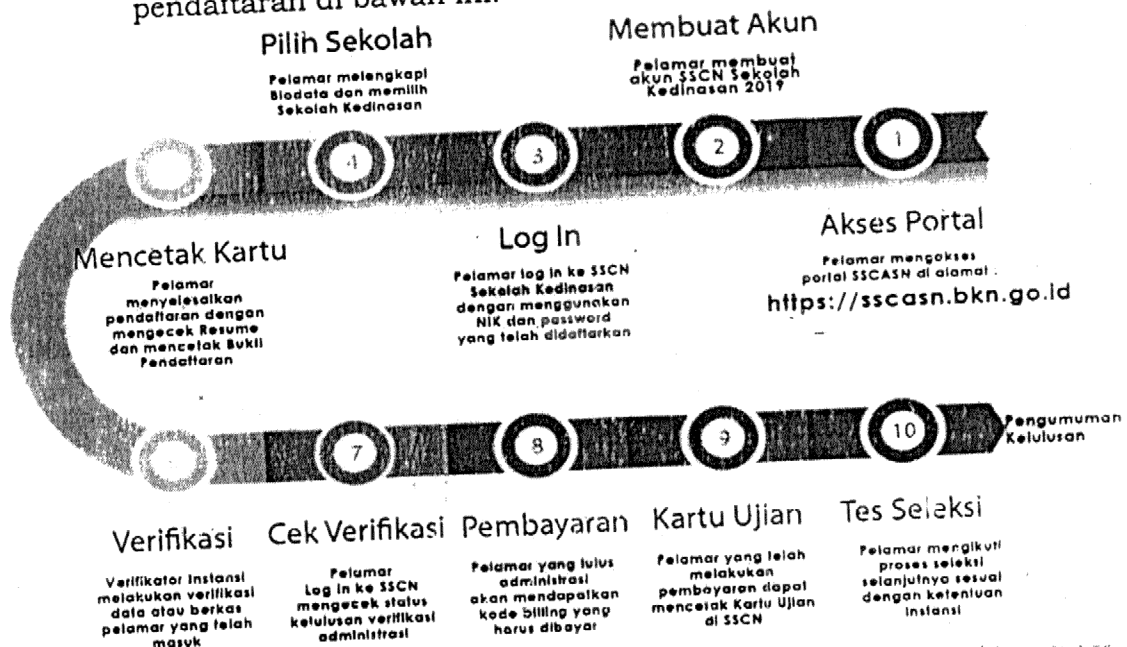 pendaftaran di bawah ini.
Pilih Sekolah
Pelamar melengkapi
Biodata dan memilih
Sekolah Kedinasan
Membuat Akun
Pelamar membuat
akun SSCN Sekolah
Kedinasan 2019
4
3
2
1
Mencetak Kartu
Pelamar
menyelesaikan
pendaftaran dengan
mengecek Resume
dan mencetak Bukti
Pendaftaran
Log In
Pelamar log in ke SSCN
Sekolah Kedinasan
dengan menggunakan
NIK dan password
yang telah didaftarkan
Akses Portal
Pelamar mengakses
portal SSCASN di alamat :
https://sscasn.bkn.go.id
7
8
9
10
Pengumuman
Kelulusan
Verifikasi
Verifikator Instansi
melakukan verifikasi
data atau berkas
pelamar yang telah
masuk
Cek Verifikasi
Pelamar
Log in ke SSCN
mengecek status
kelulusan verifikasi
administrasi
Pembayaran
Pelamar yang lulus
administrasi
akan mendapatkan
kode billing yang
harus dibayar
Kartu Ujian
Pelamar yang telah
melakukan
pembayaran dapat
mencetak Kartu Ujian
di SSCN
Tes Seleksi
Pelamar mengikuti
proses seleksi
selanjutnya sesuai
dengan ketentuan
Instansi